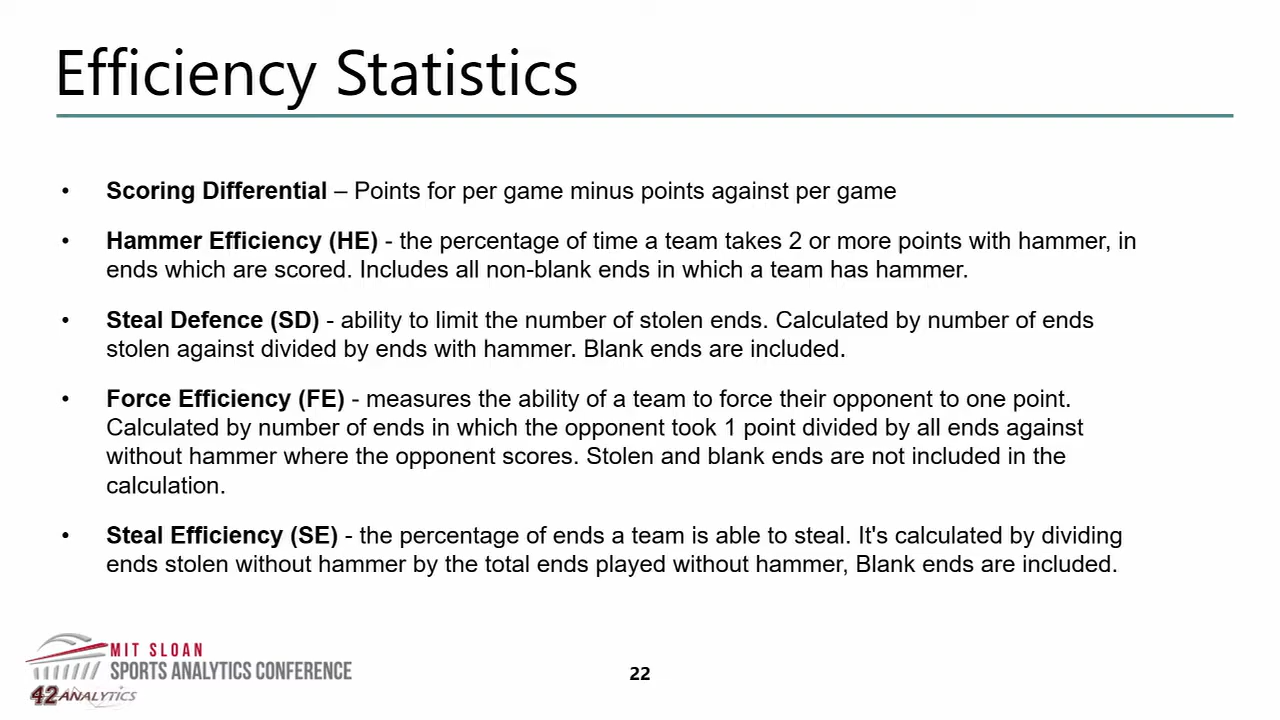 Efficiency Statistics
• Scoring Differential – Points for per game minus points against per game
• Hammer Efficiency (HE) - the percentage of time a team takes 2 or more points with hammer, in
ends which are scored. Includes all non-blank ends in which a team has hammer.
• Steal Defence (SD) - ability to limit the number of stolen ends. Calculated by number of ends
stolen against divided by ends with hammer. Blank ends are included.
• Force Efficiency (FE) - measures the ability of a team to force their opponent to one point.
Calculated by number of ends in which the opponent took 1 point divided by all ends against
without hammer where the opponent scores. Stolen and blank ends are not included in the
calculation.
• Steal Efficiency (SE) - the percentage of ends a team is able to steal. It's calculated by dividing
ends stolen without hammer by the total ends played without hammer, Blank ends are included.
MIT SLOAN
SPORTS ANALYTICS CONFERENCE
42 ANALYTICS
22